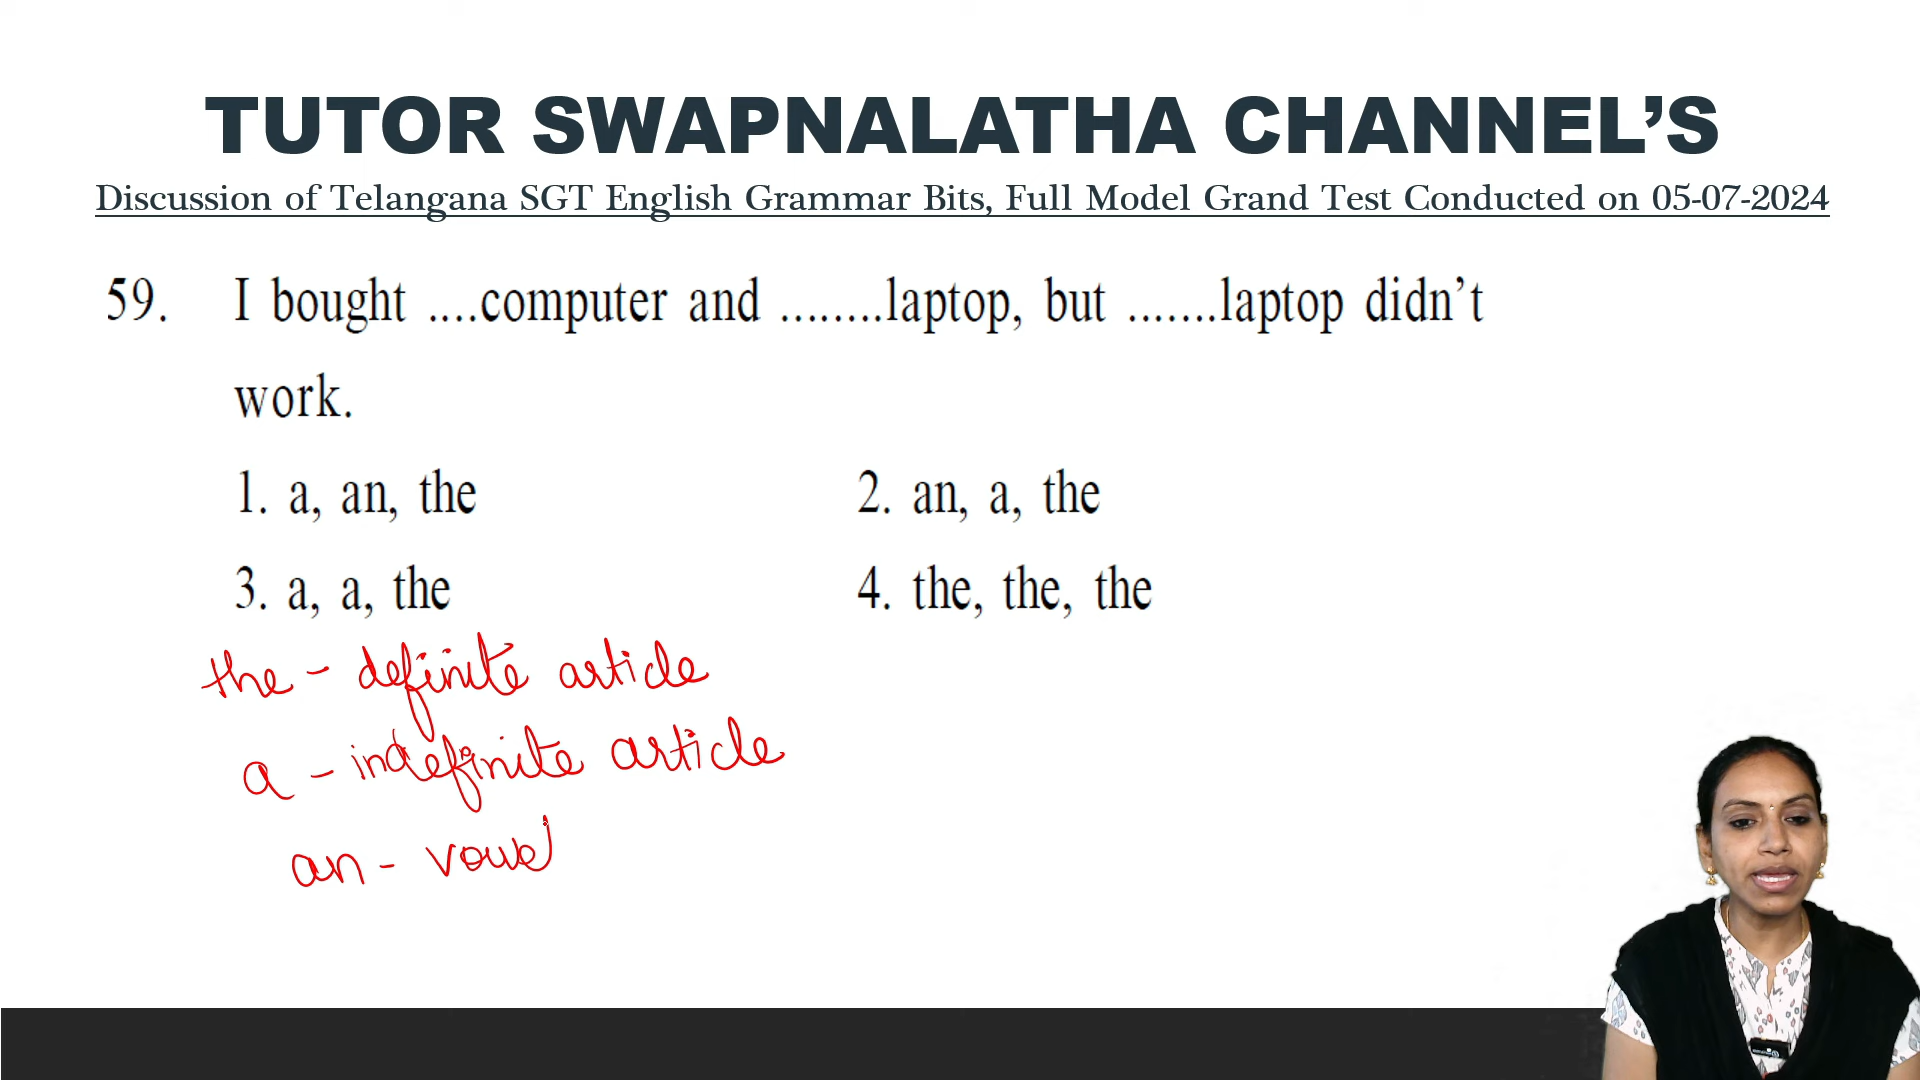 TUTOR SWAPNALATHA CHANNEL’S
Discussion of Telangana SGT English Grammar Bits, Full Model Grand Test Conducted on 05-07-2024
59. I bought ....computer and ........laptop, but .......laptop didn’t
work.
1. a, an, the 2. an, a, the
3. a, a, the 4. the, the, the
the - definite article
a - indefinite article
an - vowel